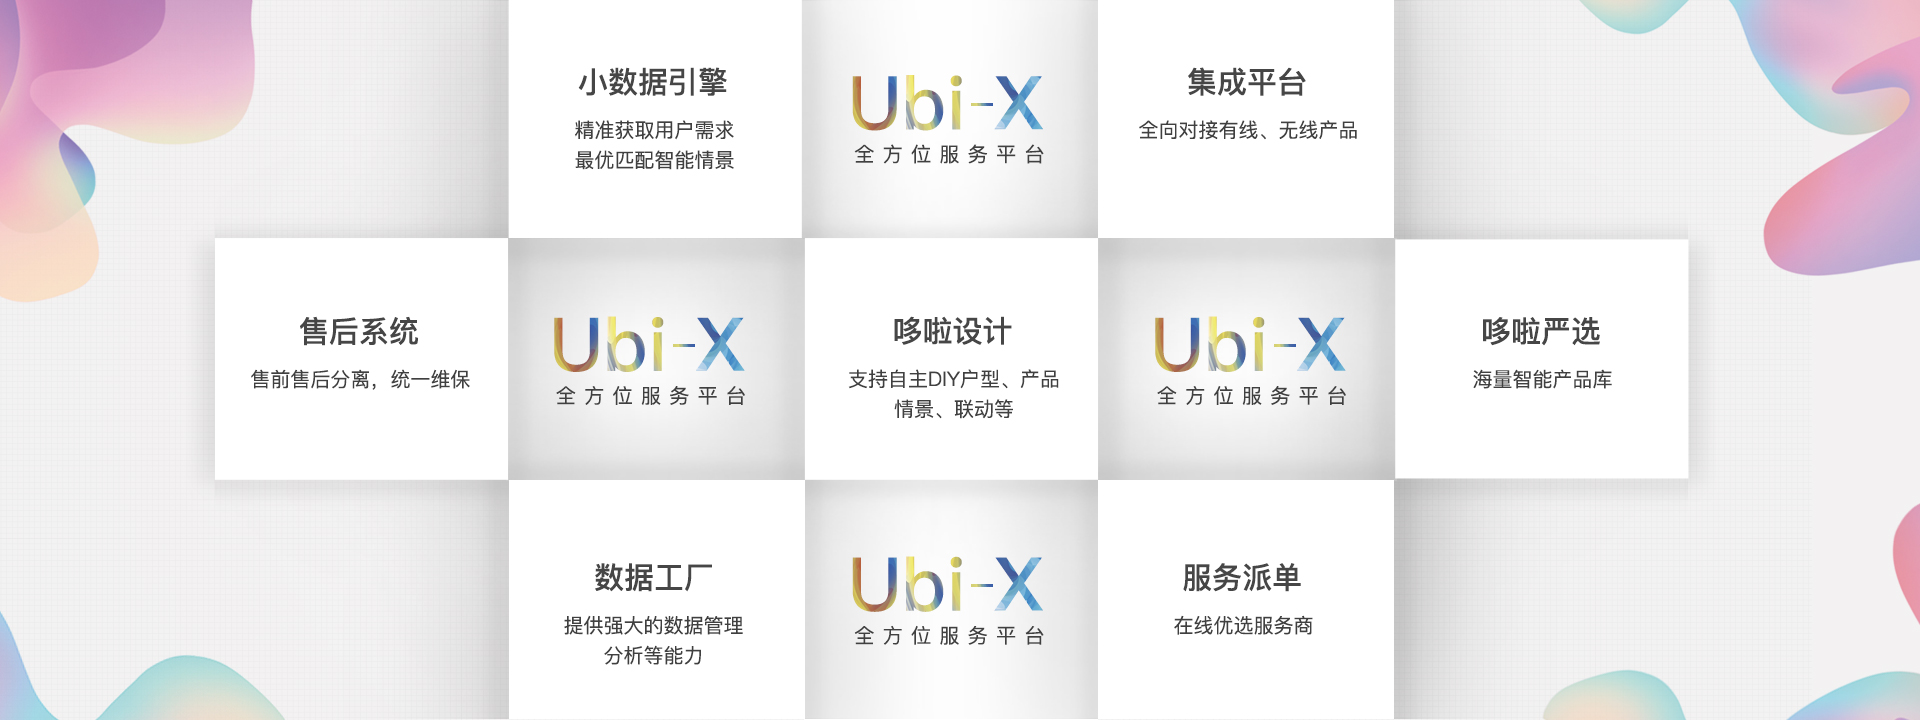 小数据引擎
精准获取用户需求
最优匹配智能情景
Ubi-X
全方位服务平台
集成平台
全向对接有线、无线产品
售后系统
售前售后分离，统一维保
Ubi-X
全方位服务平台
哆啦设计
支持自主DIY户型、产品
情景、联动等
Ubi-X
全方位服务平台
哆啦严选
海量智能产品库
数据工厂
提供强大的数据管理
分析等能力
Ubi-X
全方位服务平台
服务派单
在线优选服务商